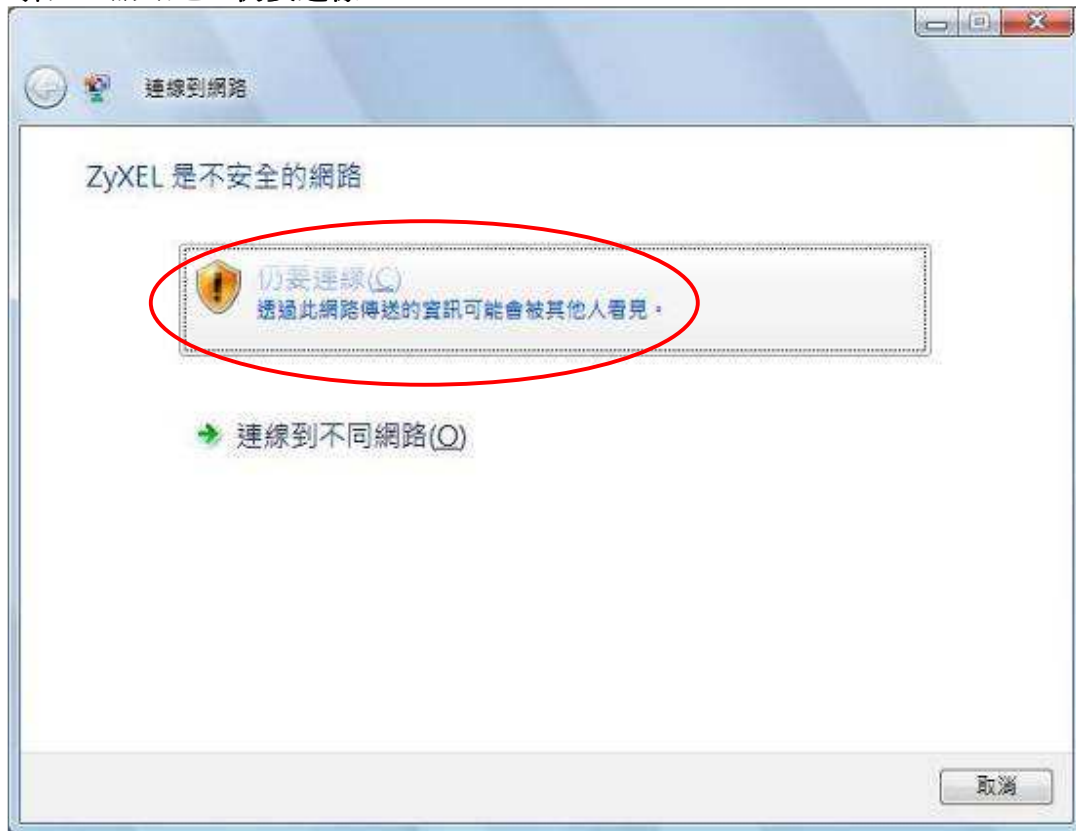 連線到網路
ZyXEL 是不安全的網路
仍要連線(C)
透過此網路傳送的資訊可能會被其他人看見。
連線到不同網路(O)
取消